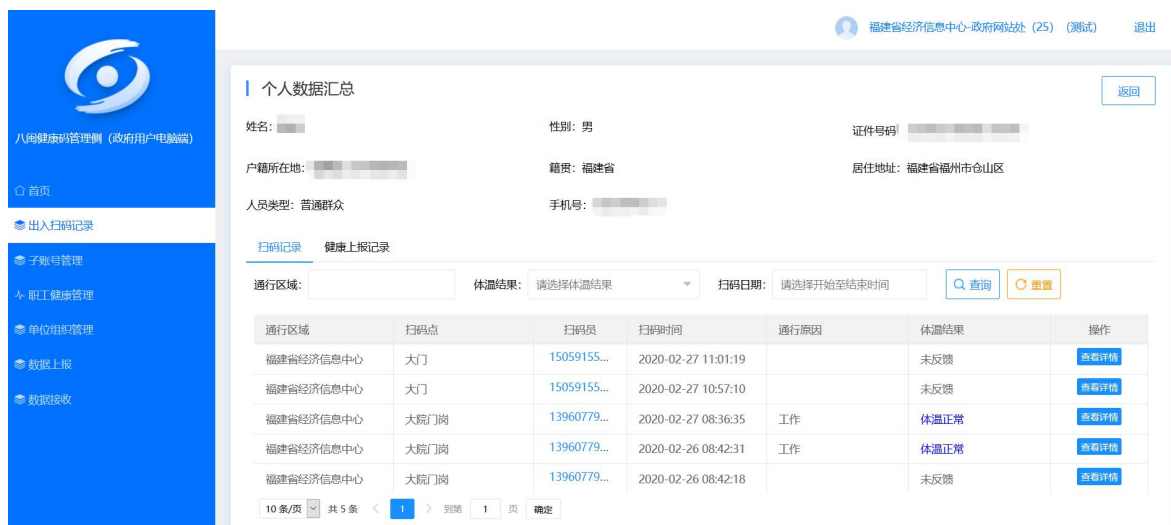 福建省经济信息中心-政府网站处（25）（测试） 退出
八闽健康码管理侧（政府用户电脑端）
首页
出入扫码记录
子账号管理
职工健康管理
单位组织管理
数据上报
数据接收
个人数据汇总 返回
姓名： 性别：男 证件号码
户籍所在地： 籍贯：福建省 居住地址：福建省福州市仓山区
人员类型：普通群众 手机号：
扫码记录 健康上报记录
通行区域： 体温结果：请选择体温结果 扫码日期：请选择开始至结束时间 查询 重置
通行区域 扫码点 扫码员 扫码时间 通行原因 体温结果 操作
福建省经济信息中心 大门 15059155... 2020-02-27 11:01:19 未反馈 查看详情
福建省经济信息中心 大门 15059155... 2020-02-27 10:57:10 未反馈 查看详情
福建省经济信息中心 大院门岗 13960779... 2020-02-27 08:36:35 工作 体温正常 查看详情
福建省经济信息中心 大院门岗 13960779... 2020-02-26 08:42:31 工作 体温正常 查看详情
福建省经济信息中心 大院门岗 13960779... 2020-02-26 08:42:18 未反馈 查看详情
10 条/页 共 5 条 1 到第 1 页 确定